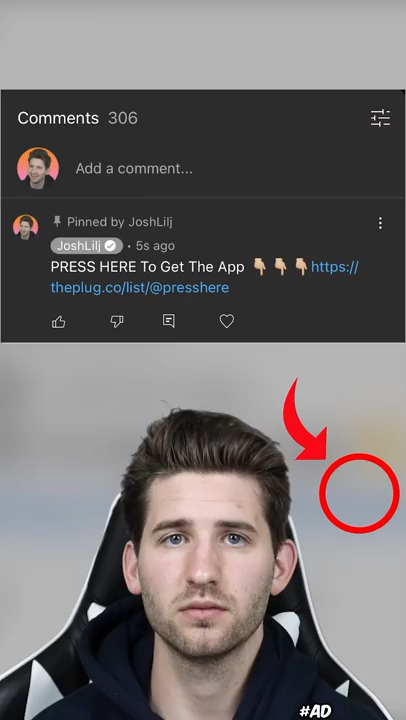 Comments 306
Add a comment...
Pinned by JoshLilj
JoshLilj • 5s ago
PRESS HERE To Get The App 👇🏼👇🏼👇🏼https://
theplug.co/list/@presshere
#AD